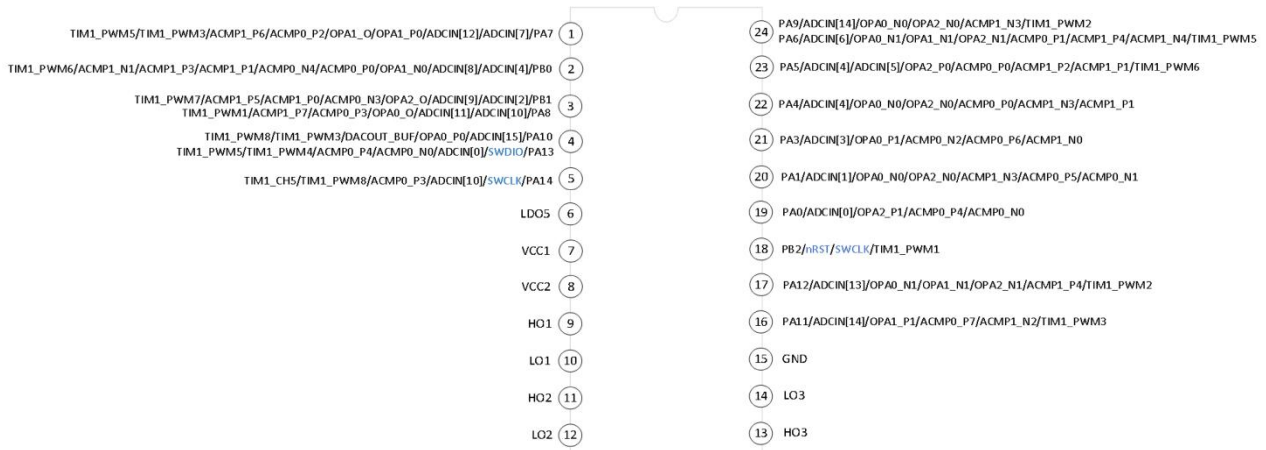 TIM1_PWM5/TIM1_PWM3/ACMP1_P6/ACMP0_P2/OPA1_O/OPA1_P0/ADCIN[12]/ADCIN[7]/PA7 1
TIM1_PWM6/ACMP1_N1/ACMP1_P3/ACMP1_P1/ACMP0_N4/ACMP0_P0/OPA1_N0/ADCIN[8]/ADCIN[4]/PB0 2
TIM1_PWM7/ACMP1_P5/ACMP1_P0/ACMP0_N3/OPA2_O/ADCIN[9]/ADCIN[2]/PB1
TIM1_PWM1/ACMP1_P7/ACMP0_P3/OPA0_O/ADCIN[11]/ADCIN[10]/PA8
3
TIM1_PWM8/TIM1_PWM3/DACOUT_BUF/OPA0_P0/ADCIN[15]/PA10
TIM1_PWM5/TIM1_PWM4/ACMP0_P4/ACMP0_N0/ADCIN[0]/SWDIO/PA13
4
TIM1_CH5/TIM1_PWM8/ACMP0_P3/ADCIN[10]/SWCLK/PA14 5
LDO5 6
VCC1 7
VCC2 8
HO1 9
LO1 10
HO2 11
LO2 12
24
PA9/ADCIN[14]/OPA0_N0/OPA2_N0/ACMP1_N3/TIM1_PWM2
PA6/ADCIN[6]/OPA0_N1/OPA1_N1/OPA2_N1/ACMP0_P1/ACMP1_P4/ACMP1_N4/TIM1_PWM5
23 PA5/ADCIN[4]/ADCIN[5]/OPA2_P0/ACMP0_P0/ACMP1_P2/ACMP1_P1/TIM1_PWM6
22 PA4/ADCIN[4]/OPA0_N0/OPA2_N0/ACMP0_P0/ACMP1_N3/ACMP1_P1
21 PA3/ADCIN[3]/OPA0_P1/ACMP0_N2/ACMP0_P6/ACMP1_N0
20 PA1/ADCIN[1]/OPA0_N0/OPA2_N0/ACMP1_N3/ACMP0_P5/ACMP0_N1
19 PA0/ADCIN[0]/OPA2_P1/ACMP0_P4/ACMP0_N0
18 PB2/nRST/SWCLK/TIM1_PWM1
17 PA12/ADCIN[13]/OPA0_N1/OPA1_N1/OPA2_N1/ACMP1_P4/TIM1_PWM2
16 PA11/ADCIN[14]/OPA1_P1/ACMP0_P7/ACMP1_N2/TIM1_PWM3
15 GND
14 LO3
13 HO3